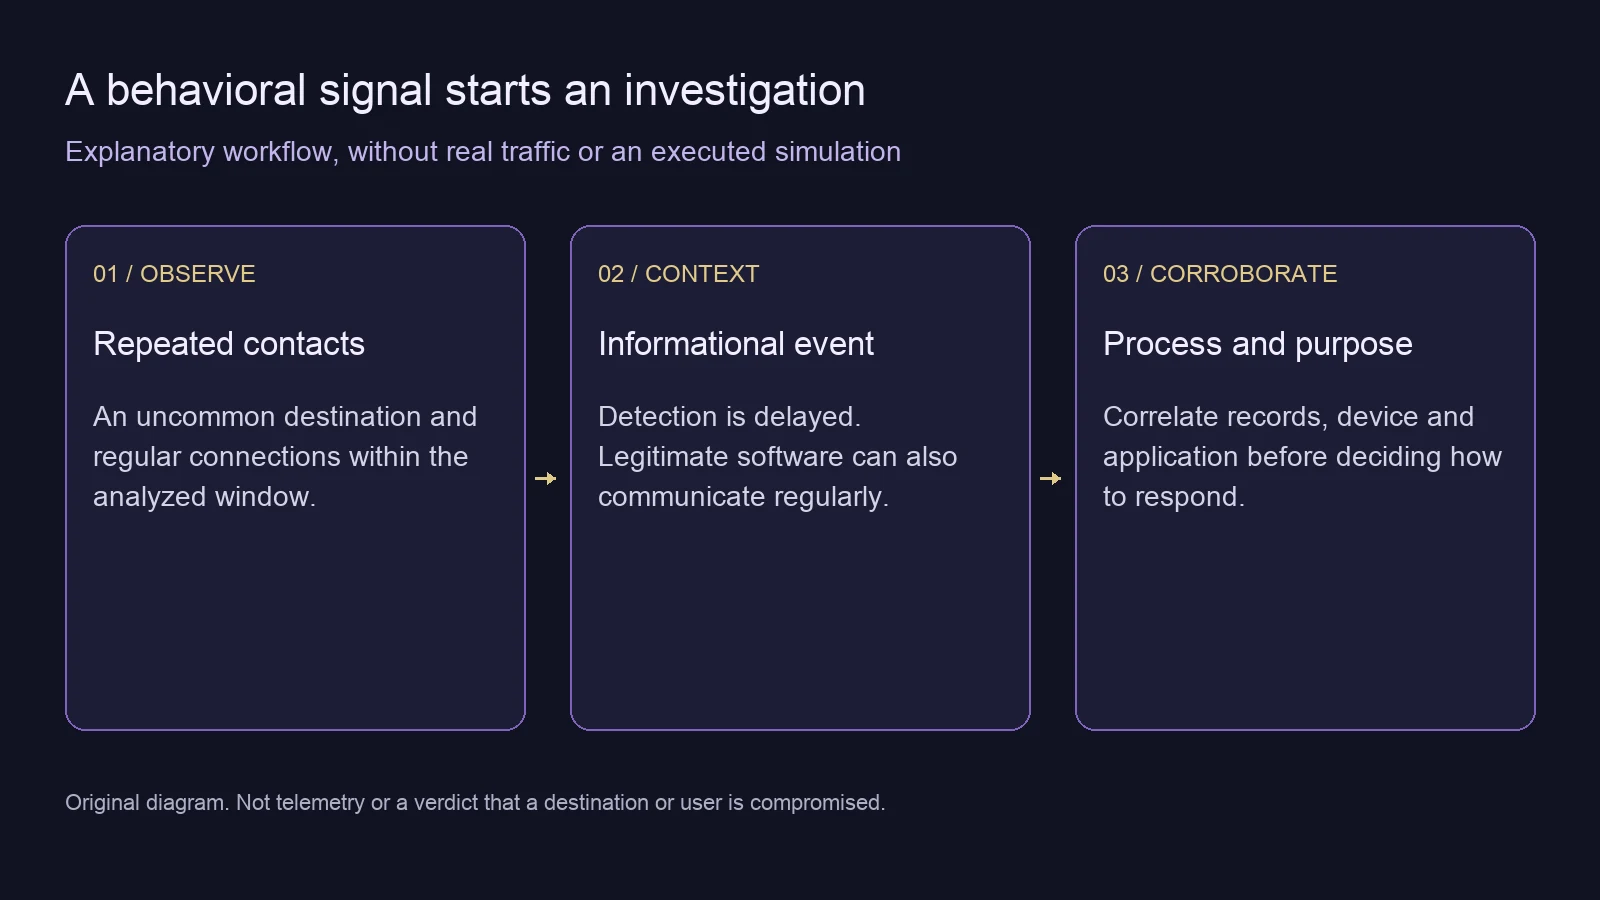 A behavioral signal starts an investigation
Explanatory workflow, without real traffic or an executed simulation
01 / OBSERVE
Repeated contacts
An uncommon destination and
regular connections within the
analyzed window.
02 / CONTEXT
Informational event
Detection is delayed.
Legitimate software can also
communicate regularly.
03 / CORROBORATE
Process and purpose
Correlate records, device and
application before deciding how
to respond.
Original diagram. Not telemetry or a verdict that a destination or user is compromised.